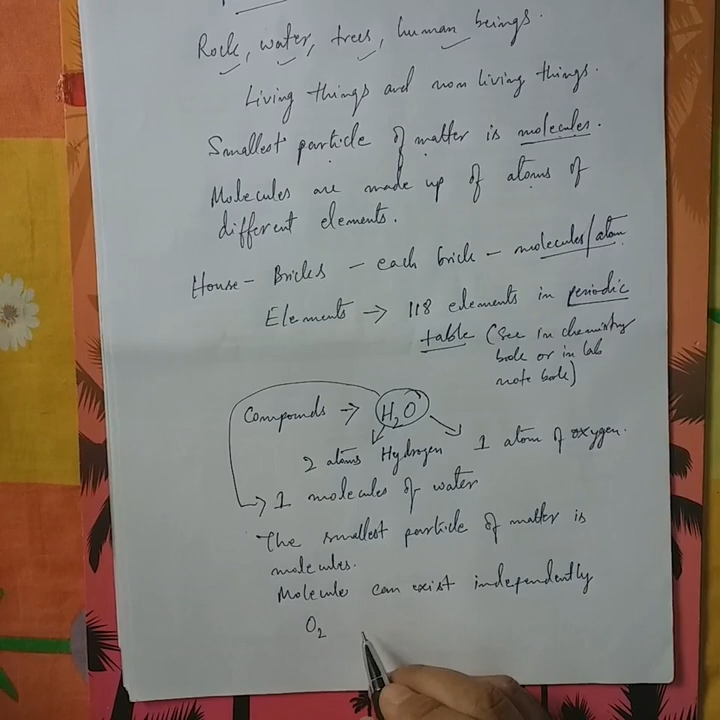 Rock, water, trees, human beings.
Living things and non living things.
Smallest particle of matter is molecules.
Molecules are made up of atoms of
different elements.
House - Bricks - each brick - molecules/atom
Elements → 118 elements in periodic
table (See in chemistry
book or in lab
note book)
Compounds → H₂O
2 atoms Hydrogen 1 atom of oxygen.
1 molecules of water
The smallest particle of matter is
molecules.
Molecules can exist independently
O₂